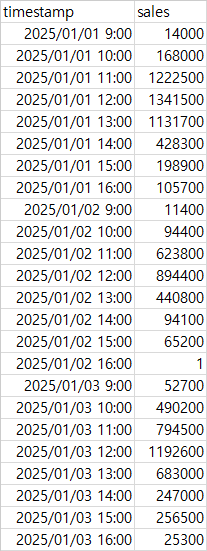 timestamp sales
2025/01/01 9:00 14000
2025/01/01 10:00 168000
2025/01/01 11:00 1222500
2025/01/01 12:00 1341500
2025/01/01 13:00 1131700
2025/01/01 14:00 428300
2025/01/01 15:00 198900
2025/01/01 16:00 105700
2025/01/02 9:00 11400
2025/01/02 10:00 94400
2025/01/02 11:00 623800
2025/01/02 12:00 894400
2025/01/02 13:00 440800
2025/01/02 14:00 94100
2025/01/02 15:00 65200
2025/01/02 16:00 1
2025/01/03 9:00 52700
2025/01/03 10:00 490200
2025/01/03 11:00 794500
2025/01/03 12:00 1192600
2025/01/03 13:00 683000
2025/01/03 14:00 247000
2025/01/03 15:00 256500
2025/01/03 16:00 25300